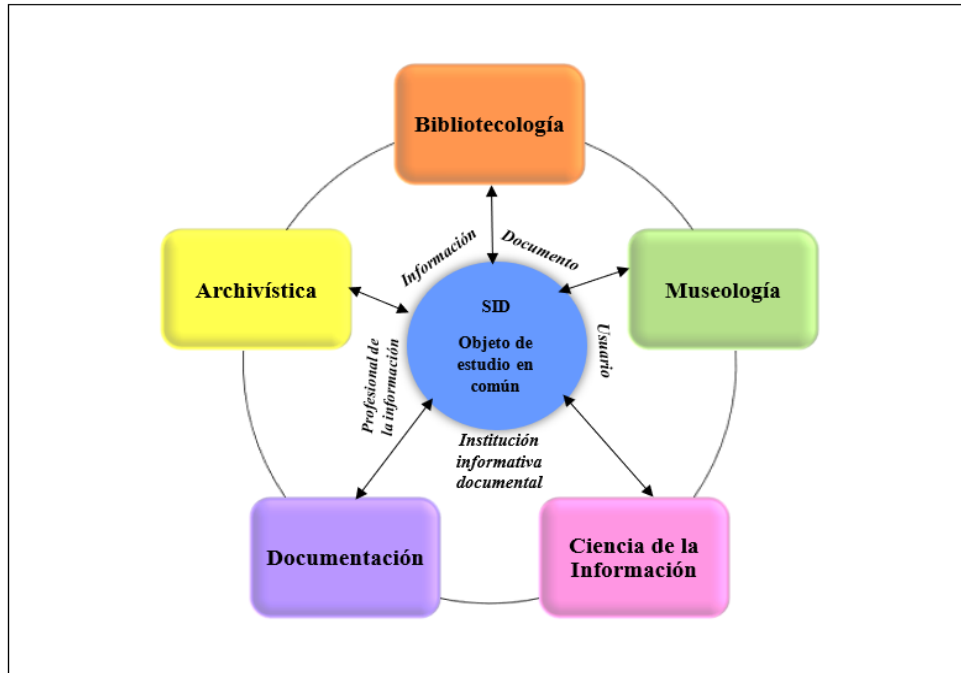 Bibliotecología
Información
Documento
Archivística
Museología
SID
Objeto de
estudio en
común
Profesional de
la información
Usuario
Institución
informativa
documental
Documentación
Ciencia de la
Información